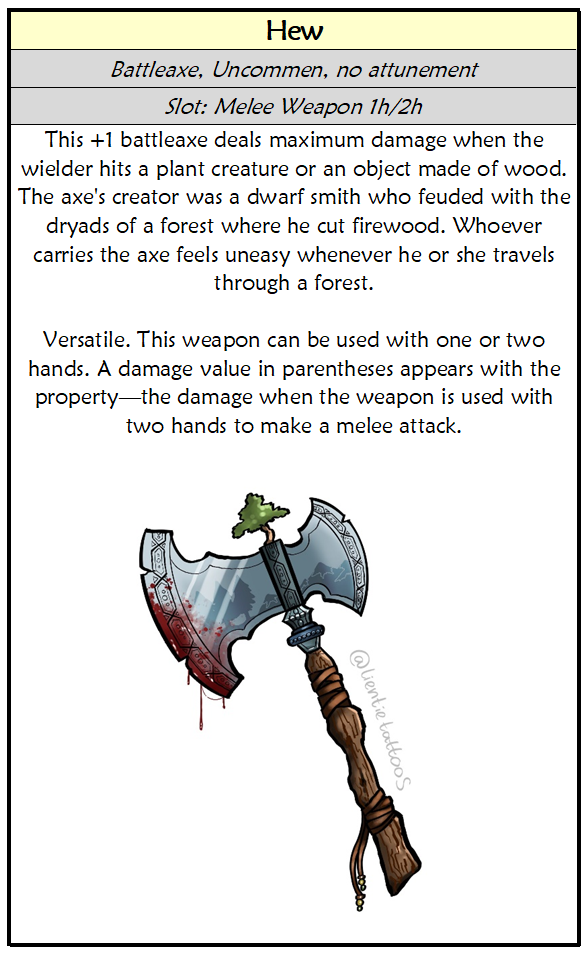 Hew
Battleaxe, Uncommen, no attunement
Slot: Melee Weapon 1h/2h
This +1 battleaxe deals maximum damage when the
wielder hits a plant creature or an object made of wood.
The axe's creator was a dwarf smith who feuded with the
dryads of a forest where he cut firewood. Whoever
carries the axe feels uneasy whenever he or she travels
through a forest.
Versatile. This weapon can be used with one or two
hands. A damage value in parentheses appears with the
property—the damage when the weapon is used with
two hands to make a melee attack.
@lientietattoos